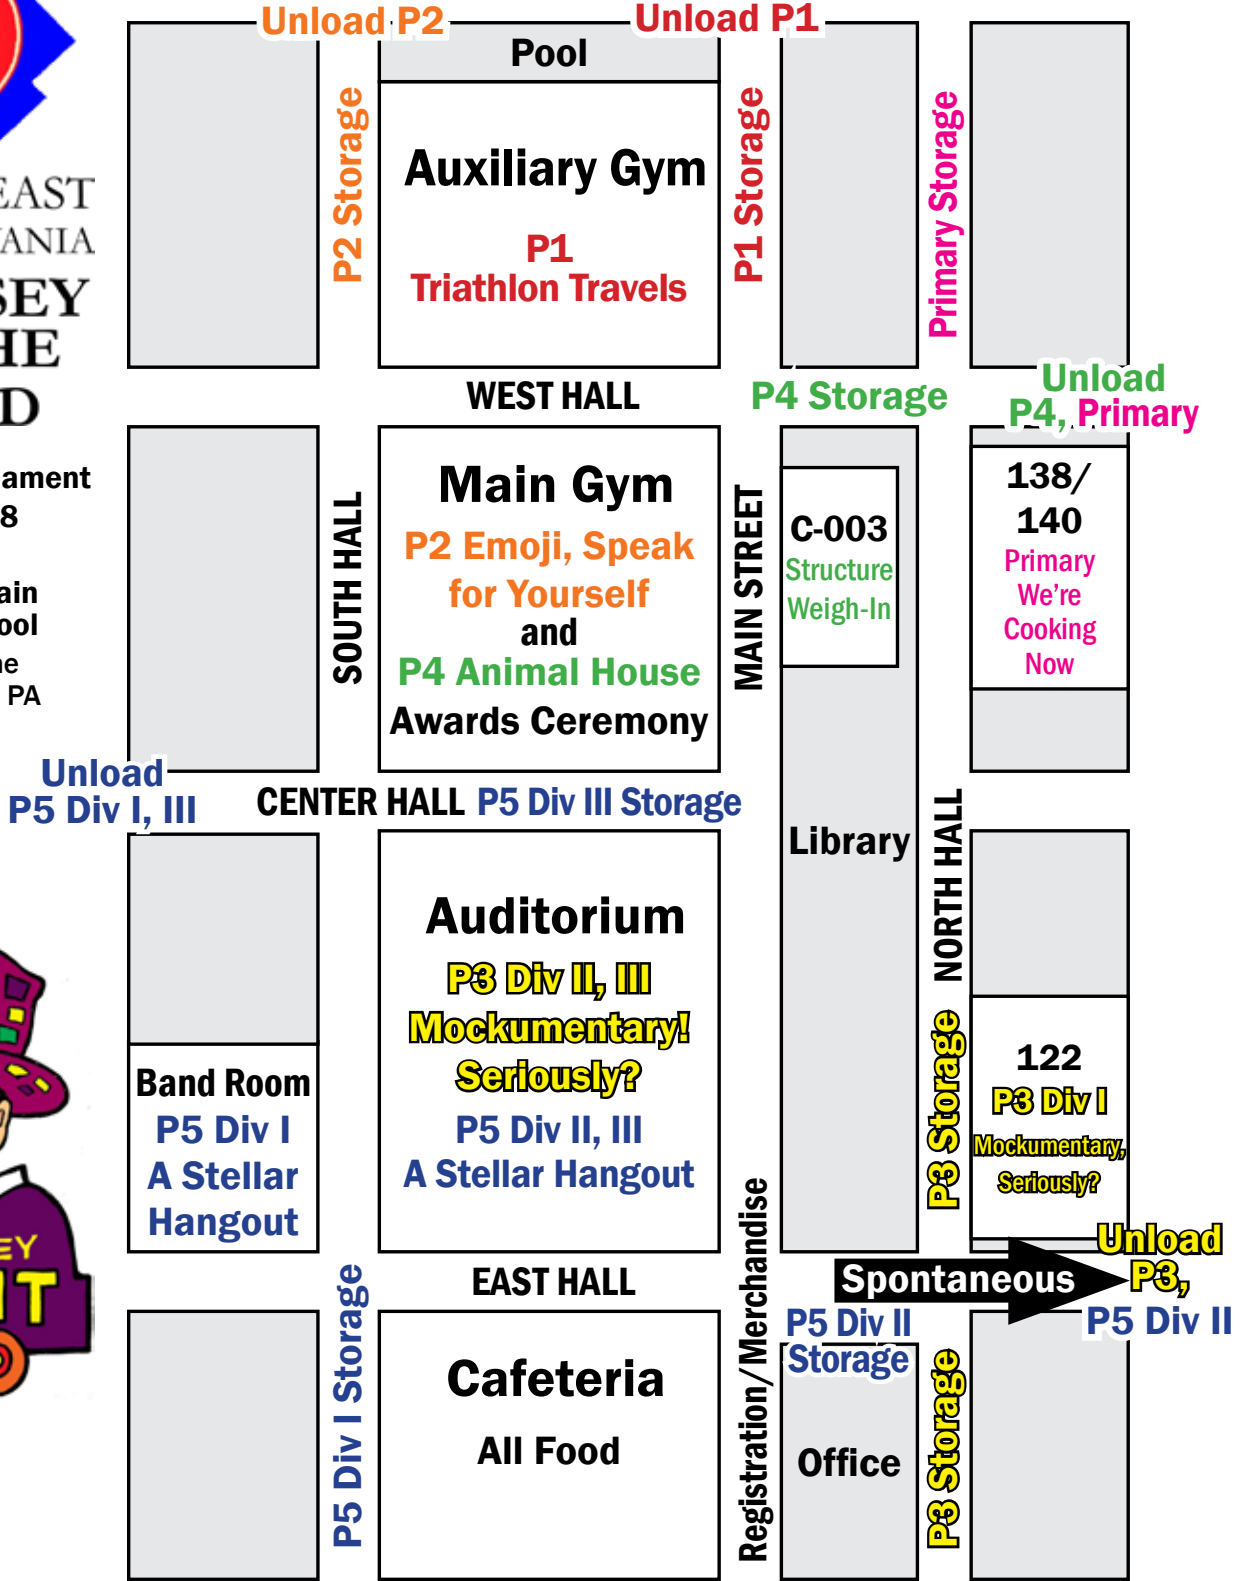 Unload P2
Unload P1
Pool
P2 Storage
Auxiliary Gym
P1
Triathlon Travels
P1 Storage
Primary Storage
EAST
HE
D
WEST HALL
P4 Storage
Unload
P4, Primary
8
PA
SOUTH HALL
Main Gym
P2 Emoji, Speak
for Yourself
and
P4 Animal House
Awards Ceremony
MAIN STREET
C-003
Structure
Weigh-In
138/
140
Primary
We're
Cooking
Now
Unload
P5 Div I, III
CENTER HALL P5 Div III Storage
Library
NORTH HALL
Auditorium
P3 Div II, III
Mockumentary!
Seriously?
P5 Div II, III
A Stellar Hangout
Band Room
P5 Div I
A Stellar
Hangout
P3 Storage
122
P3 Div I
Mockumentary,
Seriously?
EY
EAST HALL
Spontaneous
Unload
P3,
P5 Div II
P5 Div I Storage
Cafeteria
All Food
Registration/Merchandise
P5 Div II
Storage
Office
P3 Storage